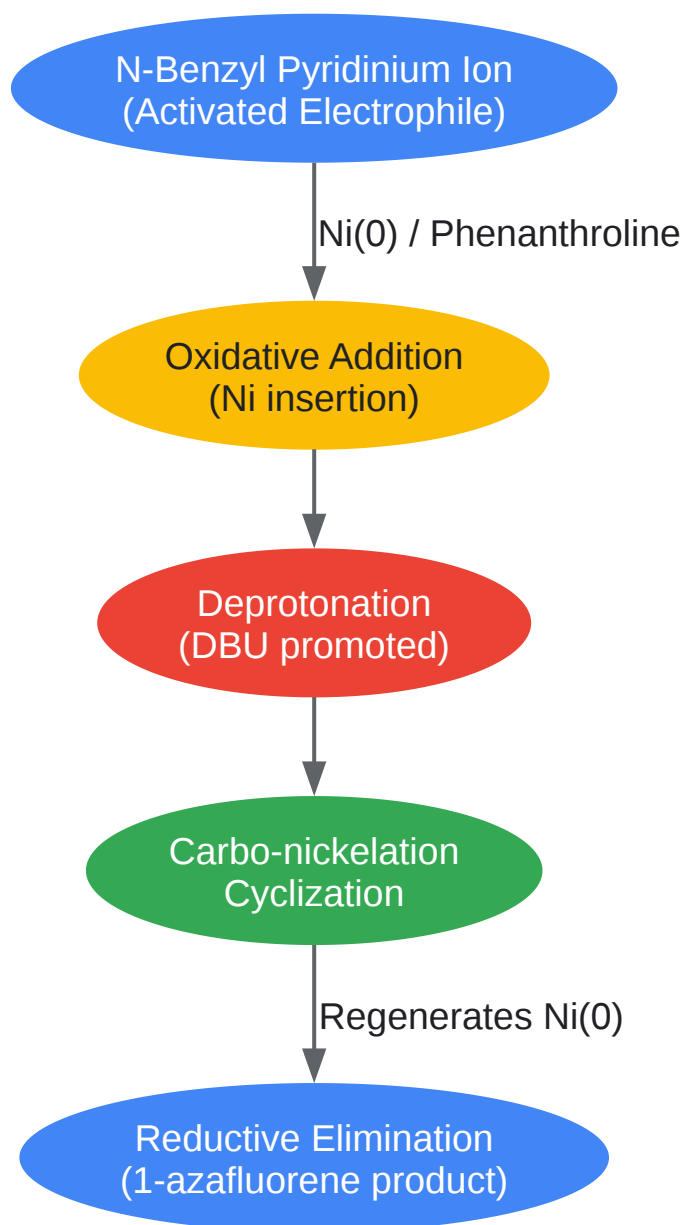 N-Benzyl Pyridinium Ion
(Activated Electrophile)
Ni(0) / Phenanthroline
Oxidative Addition
(Ni insertion)
Deprotonation
(DBU promoted)
Carbo-nickelation
Cyclization
Regenerates Ni(0)
Reductive Elimination
(1-azafluorene product)